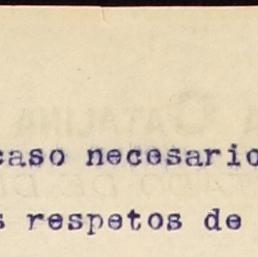 caso necesario
s respetos de